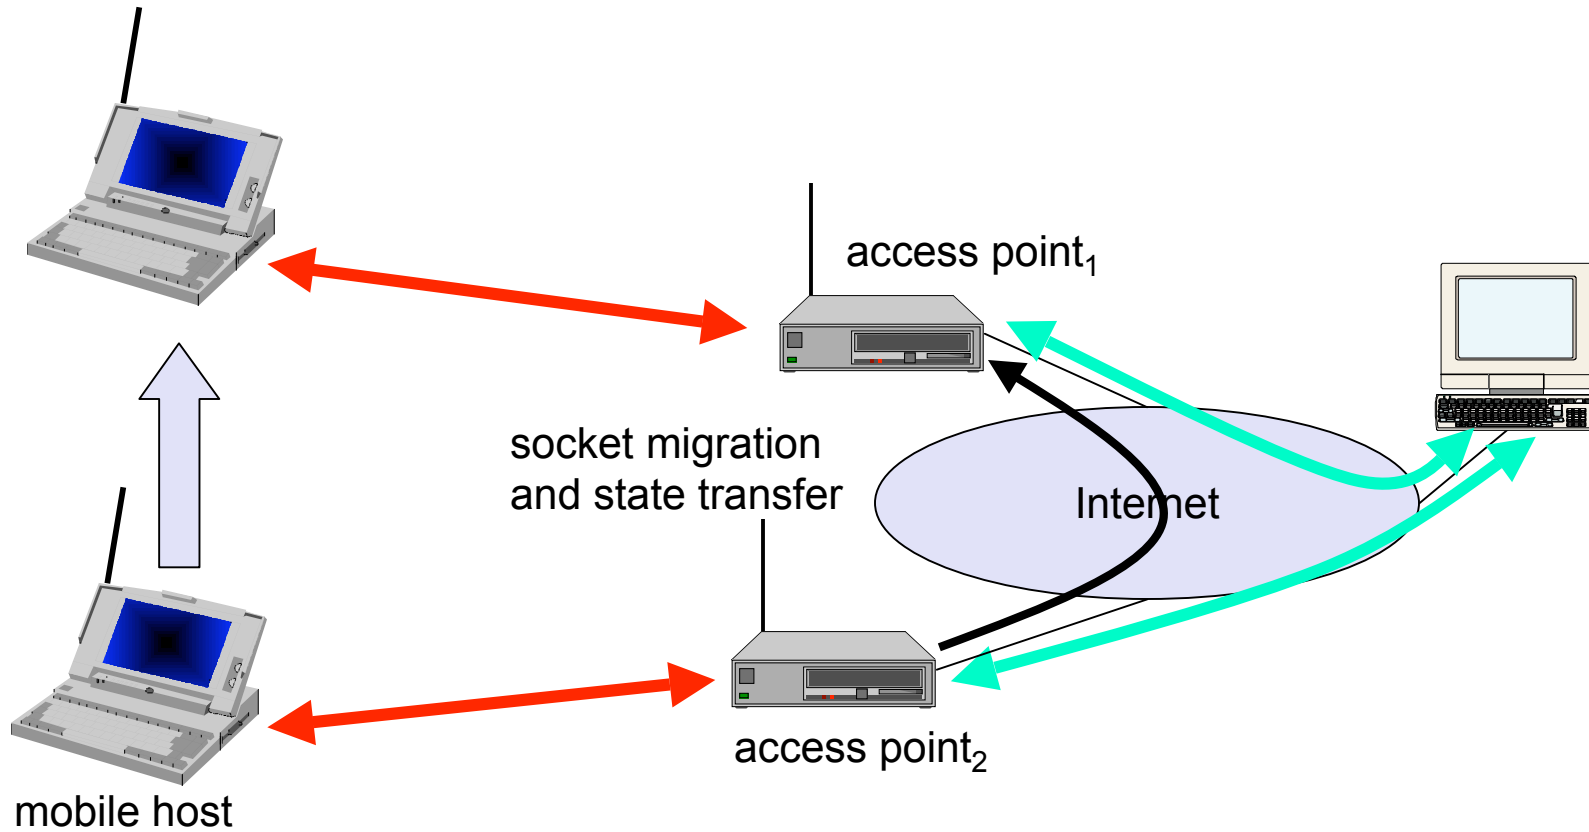 access point₁
socket migration
and state transfer
Internet
access point₂
mobile host